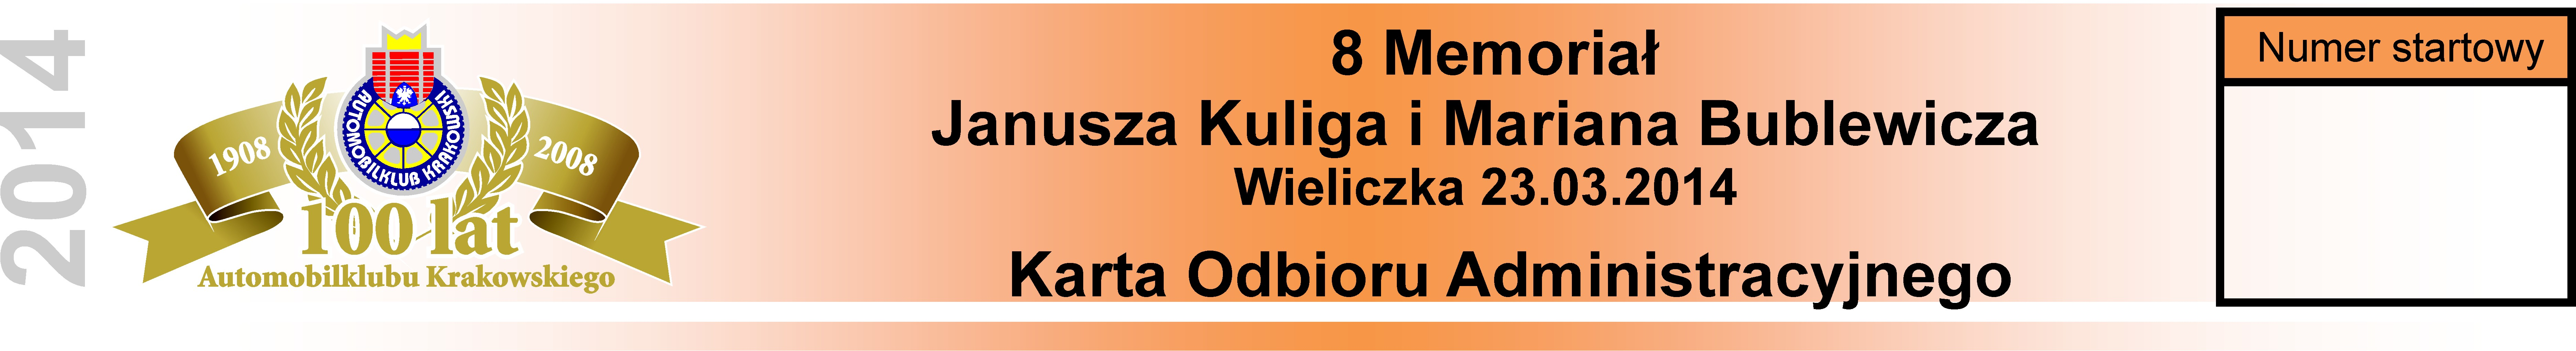 2014
1908
2008
AUTOMOBILKLUB KRAKOWSKI
100 lat
Automobilklubu Krakowskiego
8 Memoriał
Janusza Kuliga i Mariana Bublewicza
Wieliczka 23.03.2014
Karta Odbioru Administracyjnego
Numer startowy